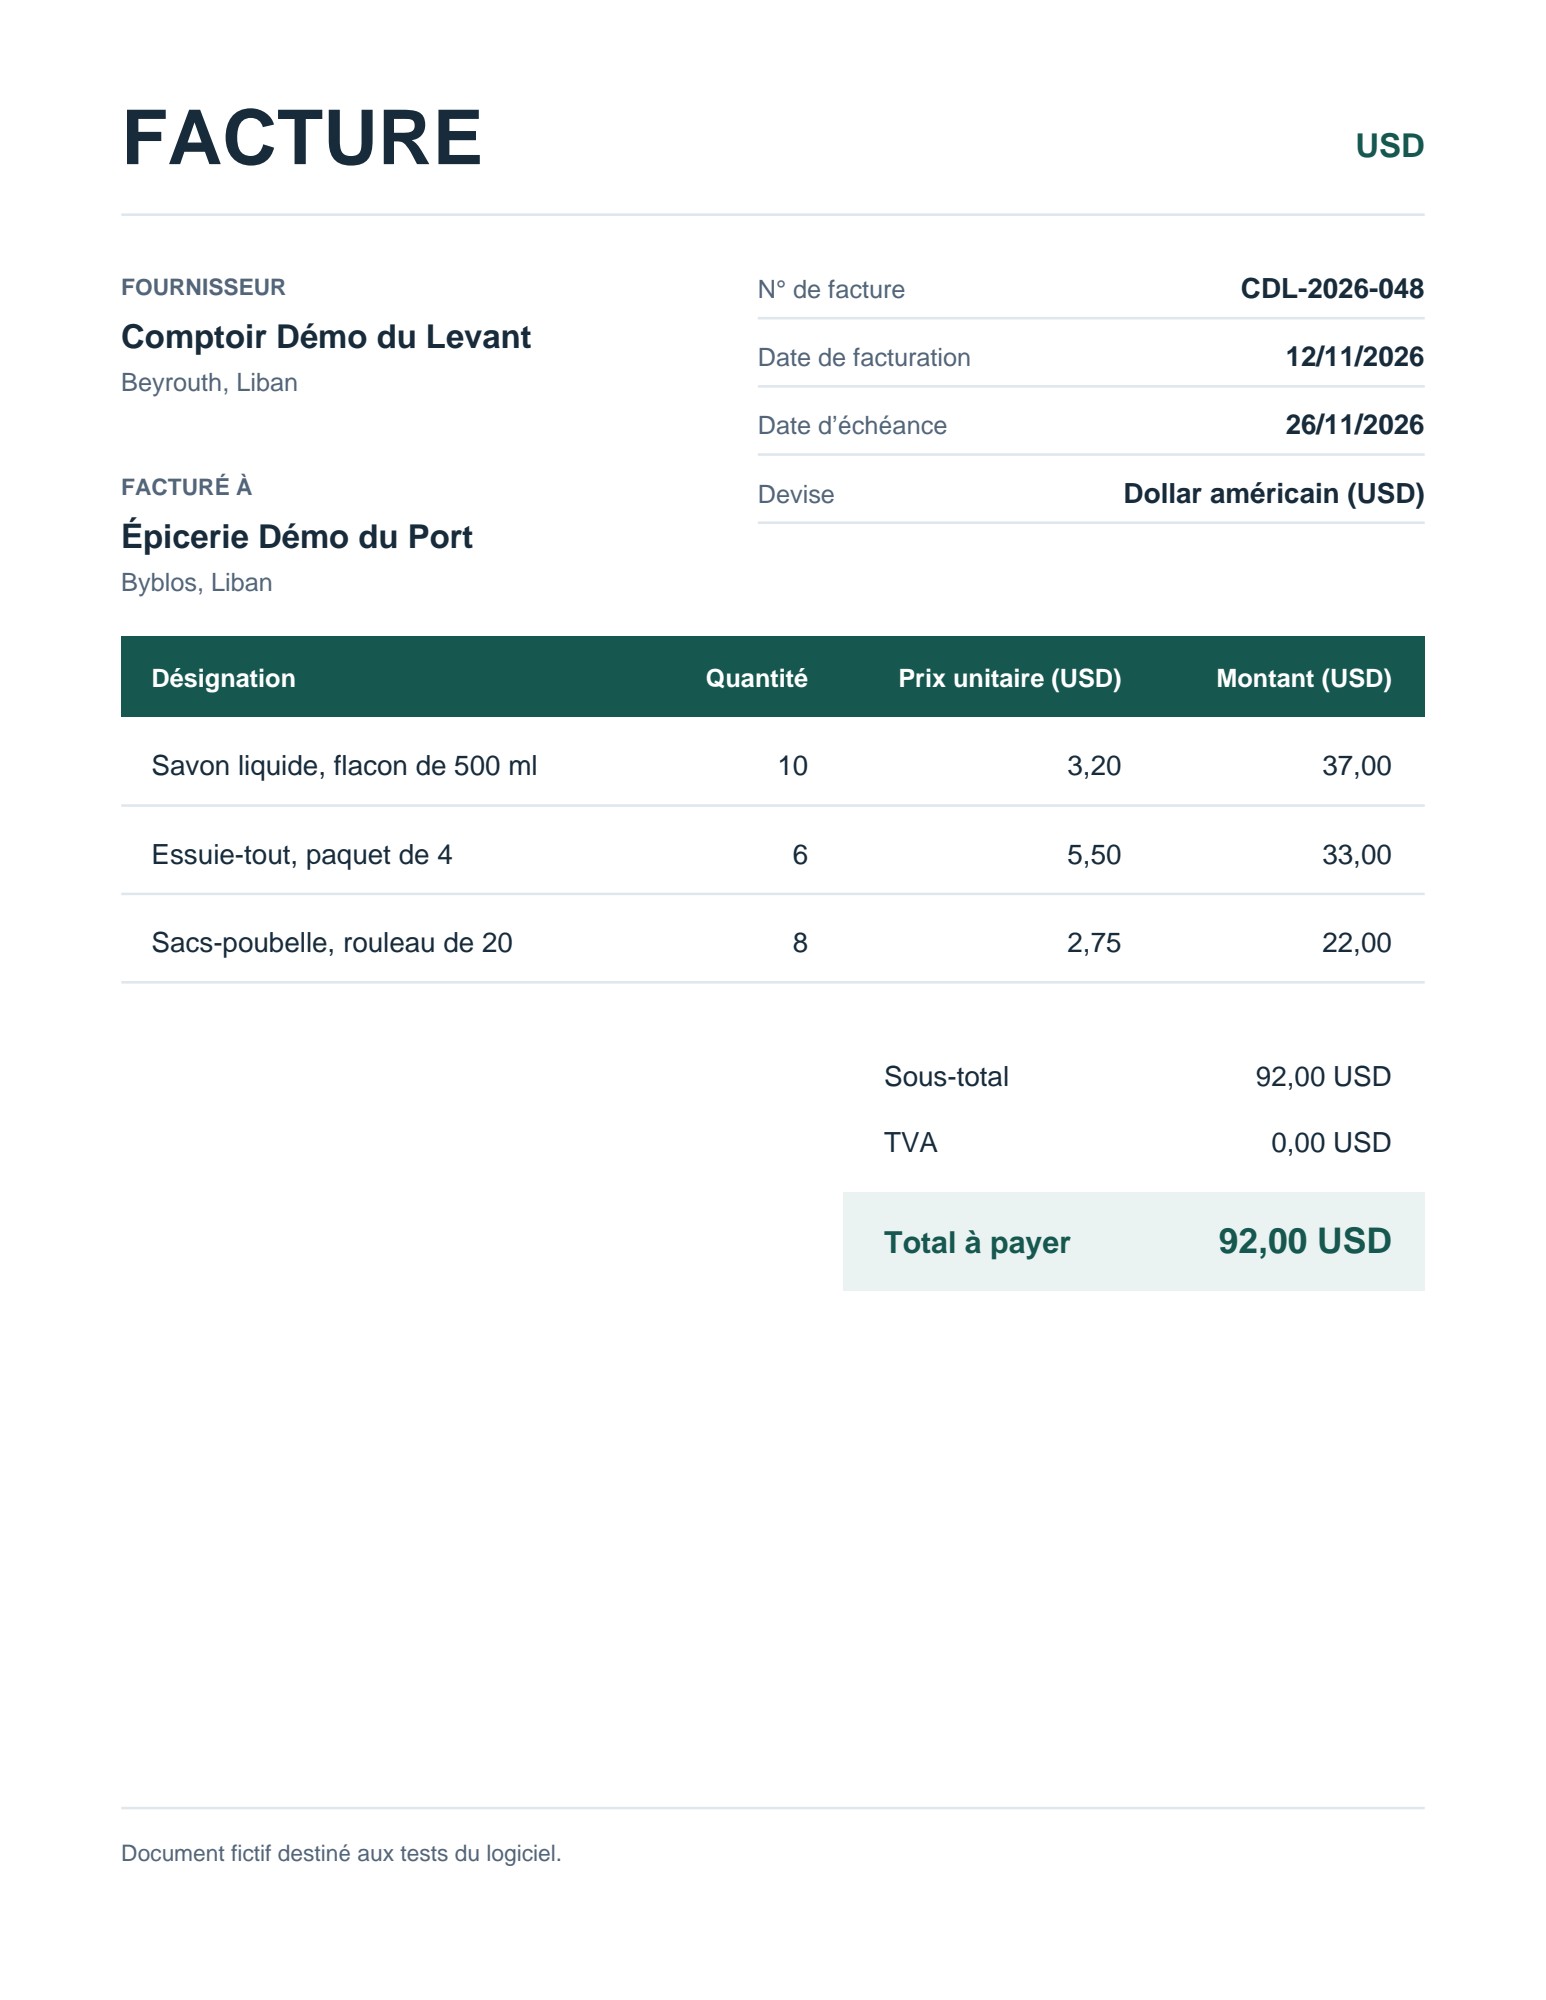 FACTURE
USD
FOURNISSEUR
Comptoir Démo du Levant
Beyrouth, Liban
FACTURÉ À
Épicerie Démo du Port
Byblos, Liban
N° de facture CDL-2026-048
Date de facturation 12/11/2026
Date d’échéance 26/11/2026
Devise Dollar américain (USD)
Désignation Quantité Prix unitaire (USD) Montant (USD)
Savon liquide, flacon de 500 ml 10 3,20 37,00
Essuie-tout, paquet de 4 6 5,50 33,00
Sacs-poubelle, rouleau de 20 8 2,75 22,00
Sous-total 92,00 USD
TVA 0,00 USD
Total à payer 92,00 USD
Document fictif destiné aux tests du logiciel.